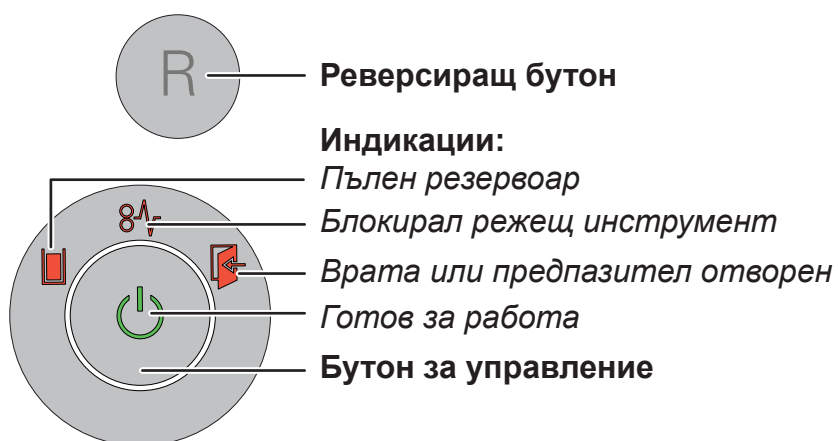 R
Реверсиращ бутон
Индикации:
Пълен резервоар
Блокирал режещ инструмент
Врата или предпазител отворен
Готов за работа
Бутон за управление